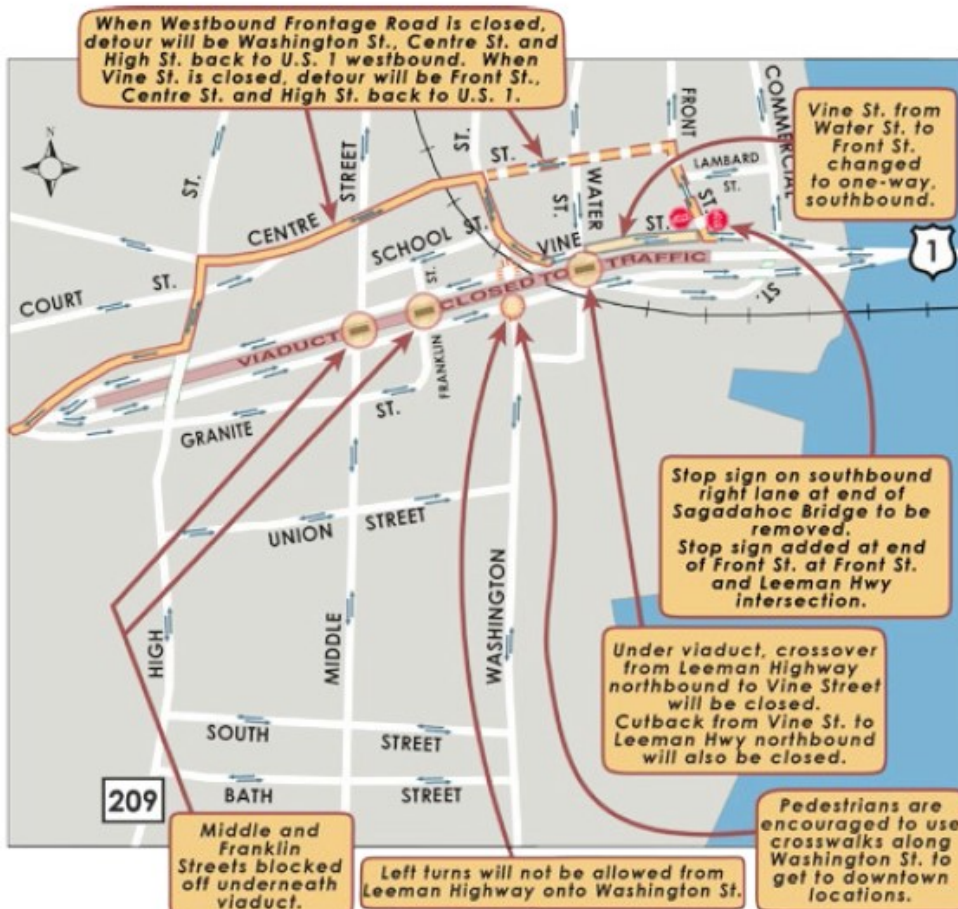 When Westbound Frontage Road is closed,
detour will be Washington St., Centre St. and
High St. back to U.S. 1 westbound. When
Vine St. is closed, detour will be Front St.,
Centre St. and High St. back to U.S. 1.
N
ST.
STREET
ST.
ST.
ST.
WATER
FRONT
COMMERCIAL
LAMBARD
ST.
ST.
ST.
Vine St. from
Water St. to
Front St.
changed
to one-way,
southbound.
1
CENTRE
ST.
SCHOOL ST.
ST.
VINE
COURT
ST.
VIADUCT CLOSED TO TRAFFIC
FRANKLIN
GRANITE
ST.
UNION STREET
HIGH
MIDDLE
WASHINGTON
SOUTH STREET
BATH STREET
209
Stop sign on southbound
right lane at end of
Sagadahoc Bridge to be
removed.
Stop sign added at end
of Front St. at Front St.
and Leeman Hwy
intersection.
Under viaduct, crossover
from Leeman Highway
northbound to Vine Street
will be closed.
Cutback from Vine St. to
Leeman Hwy northbound
will also be closed.
Middle and
Franklin
Streets blocked
off underneath
viaduct.
Left turns will not be allowed from
Leeman Highway onto Washington St.
Pedestrians are
encouraged to use
crosswalks along
Washington St. to
get to downtown
locations.